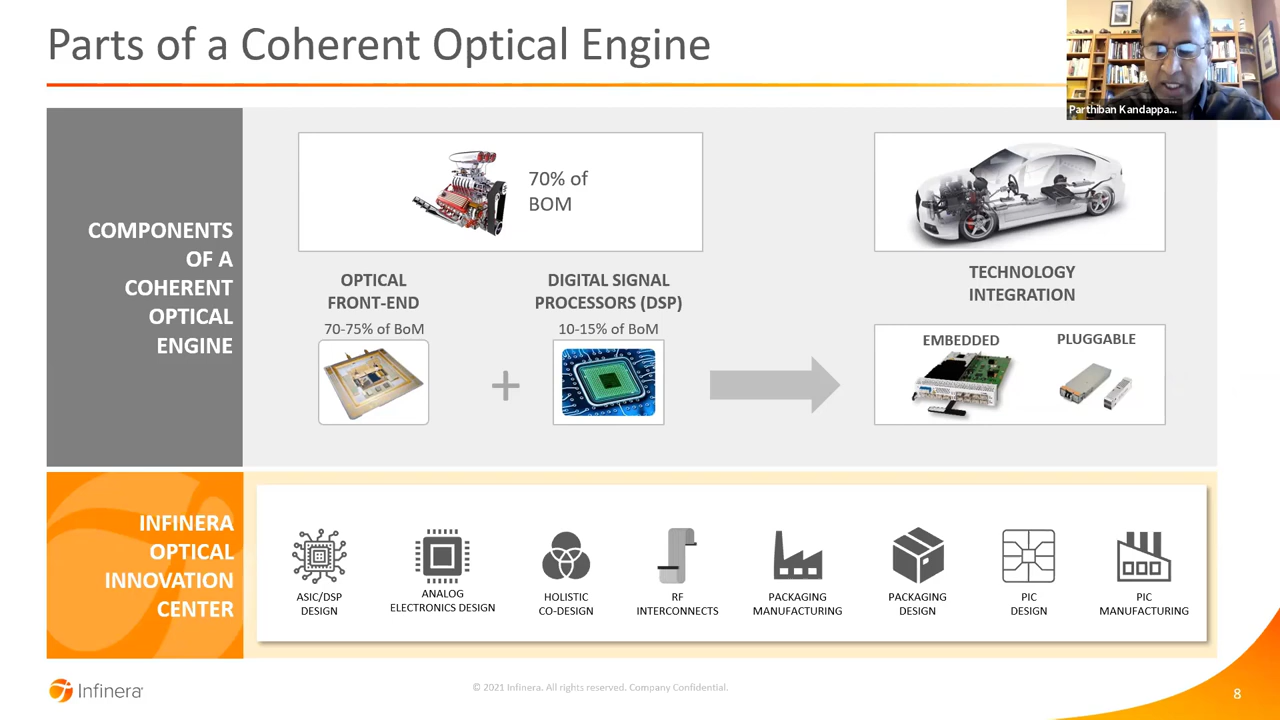 Parts of a Coherent Optical Engine
Parthiban Kandappa...
COMPONENTS
OF A
COHERENT
OPTICAL
ENGINE
70% of
BOM
OPTICAL
FRONT-END
70-75% of BoM
DIGITAL SIGNAL
PROCESSORS (DSP)
10-15% of BoM
TECHNOLOGY
INTEGRATION
EMBEDDED
PLUGGABLE
INFINERA
OPTICAL
INNOVATION
CENTER
ASIC/DSP
DESIGN
ANALOG
ELECTRONICS DESIGN
HOLISTIC
CO-DESIGN
RF
INTERCONNECTS
PACKAGING
MANUFACTURING
PACKAGING
DESIGN
PIC
DESIGN
PIC
MANUFACTURING
Infinera
© 2021 Infinera. All rights reserved. Company Confidential.
8